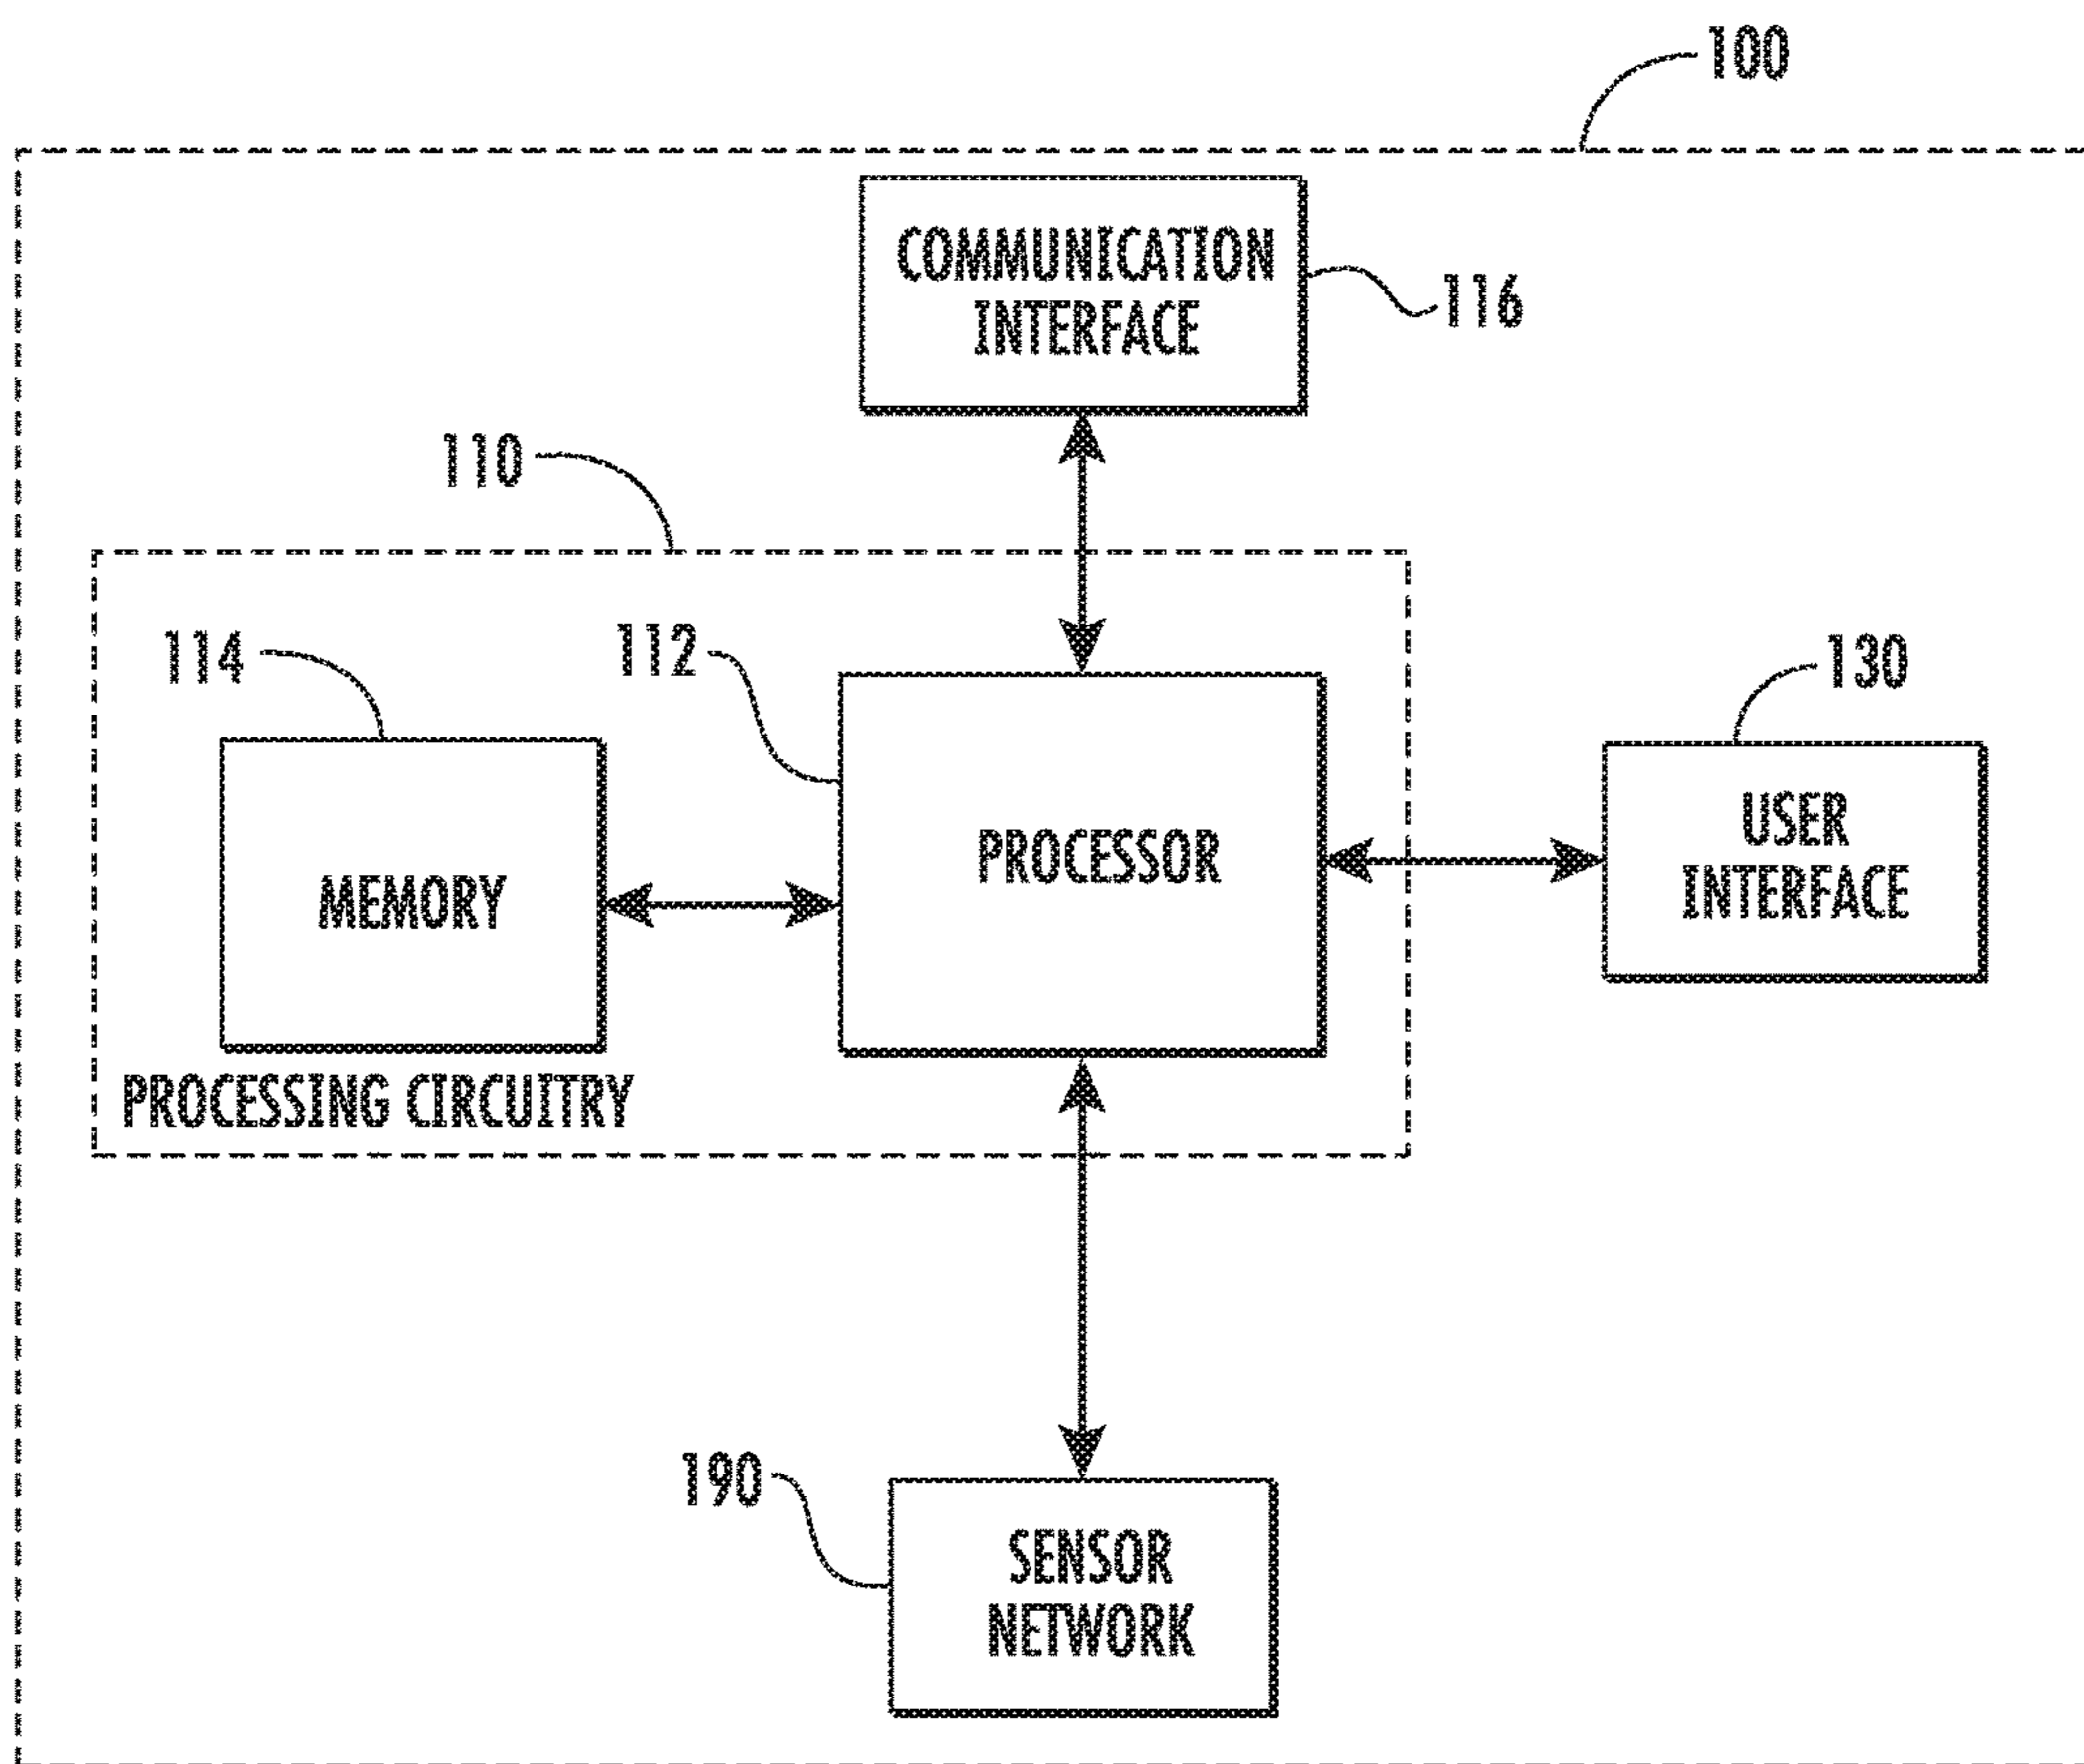 100
COMMUNICATION
INTERFACE
116
110
114
112
130
PROCESSOR
USER
INTERFACE
MEMORY
PROCESSING CIRCUITRY
190
SENSOR
NETWORK